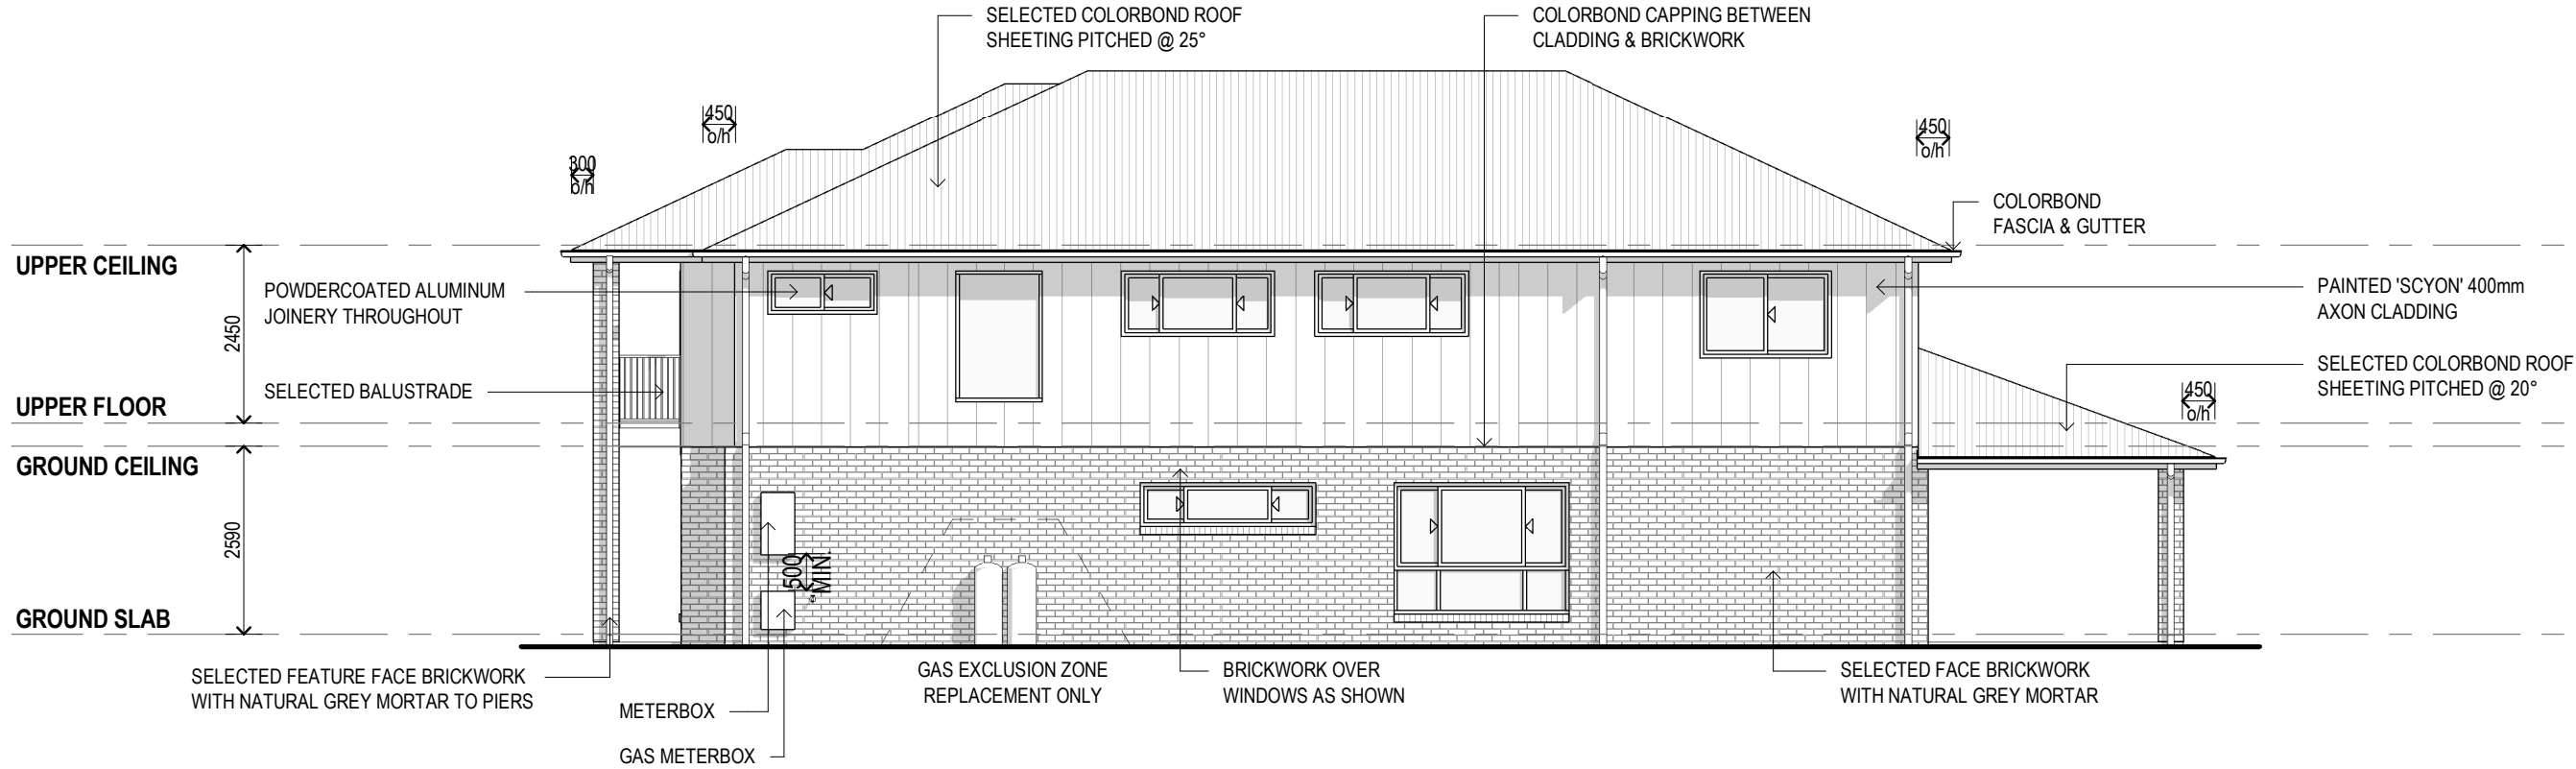 SELECTED COLORBOND ROOF
SHEETING PITCHED @ 25°
COLORBOND CAPPING BETWEEN
CLADDING & BRICKWORK
450
o/h
450
o/h
300
o/h
COLORBOND
FASCIA & GUTTER
UPPER CEILING
POWDERCOATED ALUMINUM
JOINERY THROUGHOUT
PAINTED 'SCYON' 400mm
AXON CLADDING
2450
SELECTED BALUSTRADE
SELECTED COLORBOND ROOF
SHEETING PITCHED @ 20°
450
o/h
UPPER FLOOR
GROUND CEILING
2590
500
MIN.
GROUND SLAB
SELECTED FEATURE FACE BRICKWORK
WITH NATURAL GREY MORTAR TO PIERS
GAS EXCLUSION ZONE
REPLACEMENT ONLY
BRICKWORK OVER
WINDOWS AS SHOWN
SELECTED FACE BRICKWORK
WITH NATURAL GREY MORTAR
METERBOX
GAS METERBOX